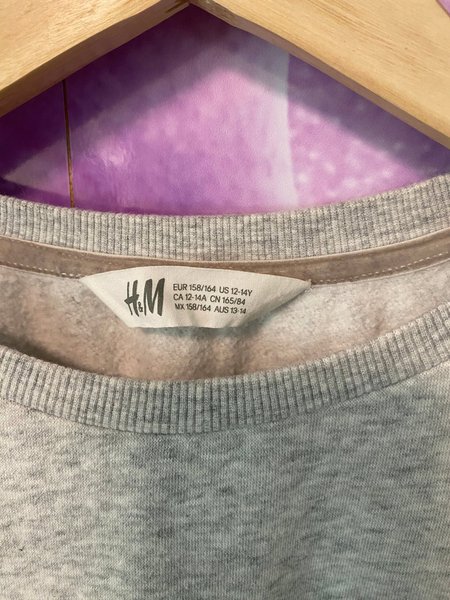 H&M
EUR 158/164 US 12-14Y
CA 12-14A CN 165/84
MX 158/164 AUS 13-14